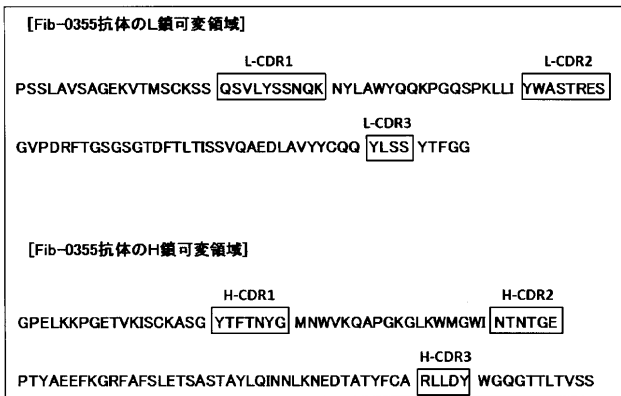 [Fib-0355抗体のL鎖可変領域]
L-CDR1 L-CDR2
PSSLAVSAGEKVTMSCKSS QSVLYSSNQK NYLAWYQQKPGQSPKLLI YWASTRES
L-CDR3
GVPDRFTGSGSGTDFTLTISSVQAEDLAVYYCQQ YLSS YTFGG
[Fib-0355抗体のH鎖可変領域]
H-CDR1 H-CDR2
GPELKKPGETVKISCKASG YTFTNYG MNWVKQAPGKGLKWMGWI NTNTGE
H-CDR3
PTYAEEFKGRFAFSLETSASTAYLQINNLKNEDTATYFCA RLLDY WGQGTTLTVSS